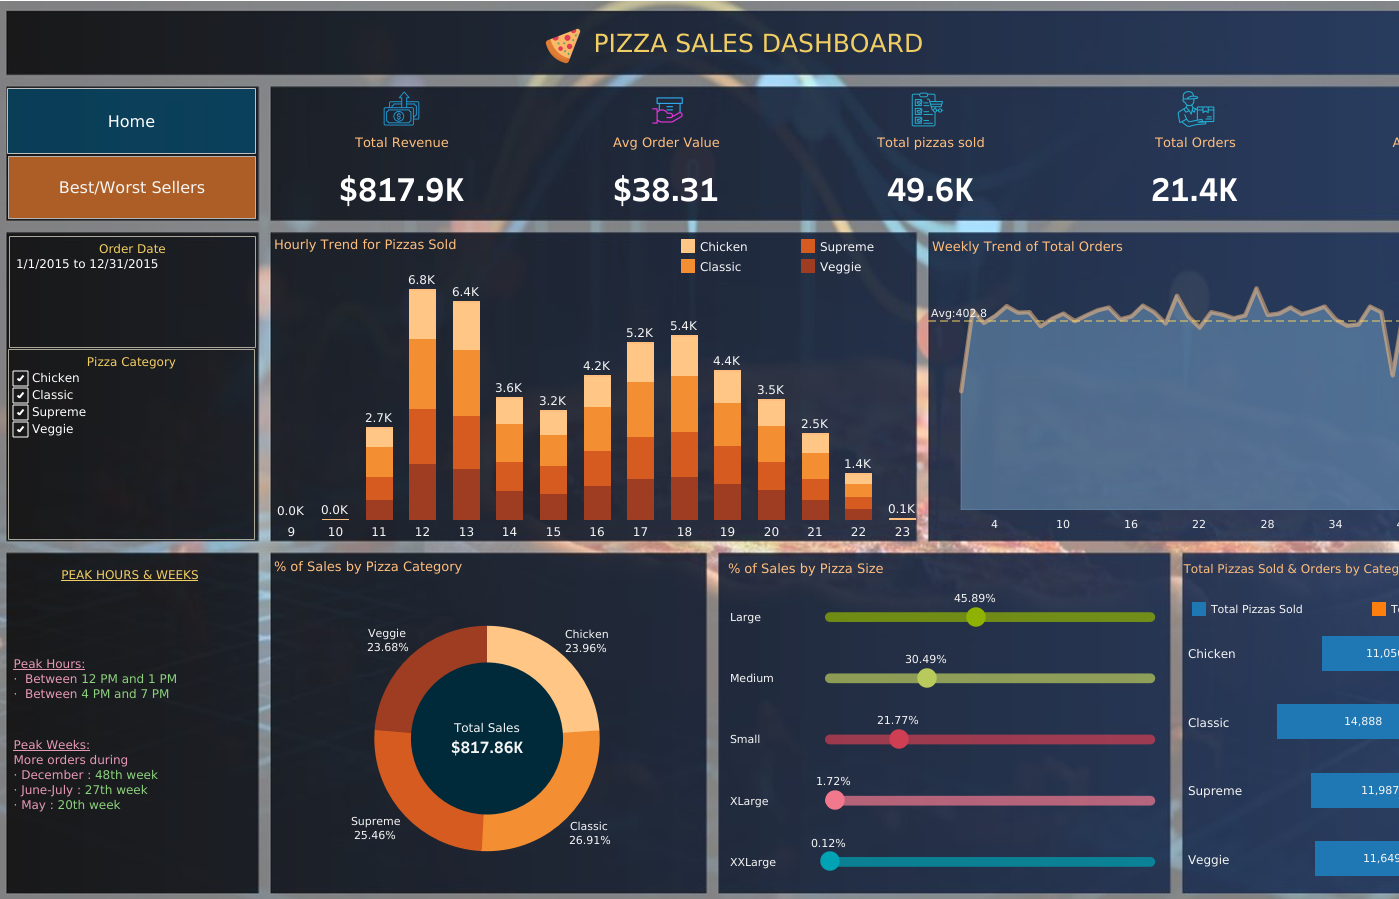 PIZZA SALES DASHBOARD
Home
Best/Worst Sellers
Total Revenue
$817.9K
Avg Order Value
$38.31
Total pizzas sold
49.6K
Total Orders
21.4K
A
Order Date
1/1/2015 to 12/31/2015
Pizza Category
Chicken
Classic
Supreme
Veggie
Hourly Trend for Pizzas Sold
Chicken
Supreme
Classic
Veggie
0.0K
0.0K
2.7K
6.8K
6.4K
3.6K
3.2K
4.2K
5.2K
5.4K
4.4K
3.5K
2.5K
1.4K
0.1K
9 10 11 12 13 14 15 16 17 18 19 20 21 22 23
Weekly Trend of Total Orders
Avg:402.8
4 10 16 22 28 34
PEAK HOURS & WEEKS
Peak Hours:
· Between 12 PM and 1 PM
· Between 4 PM and 7 PM
Peak Weeks:
More orders during
· December : 48th week
· June-July : 27th week
· May : 20th week
% of Sales by Pizza Category
Veggie
23.68%
Chicken
23.96%
Total Sales
$817.86K
Supreme
25.46%
Classic
26.91%
% of Sales by Pizza Size
Large
45.89%
Medium
30.49%
Small
21.77%
XLarge
1.72%
XXLarge
0.12%
Total Pizzas Sold & Orders by Categ
Total Pizzas Sold
Chicken
11,05
Classic
14,888
Supreme
11,987
Veggie
11,649